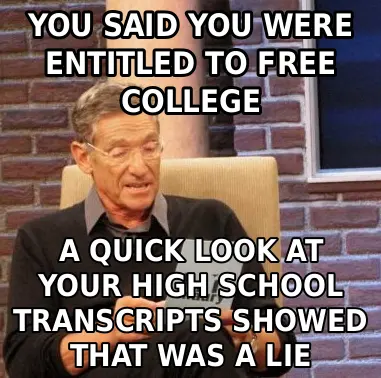 YOU SAID YOU WERE
ENTITLED TO FREE
COLLEGE
A QUICK LOOK AT
YOUR HIGH SCHOOL
TRANSCRIPTS SHOWED
THAT WAS A LIE